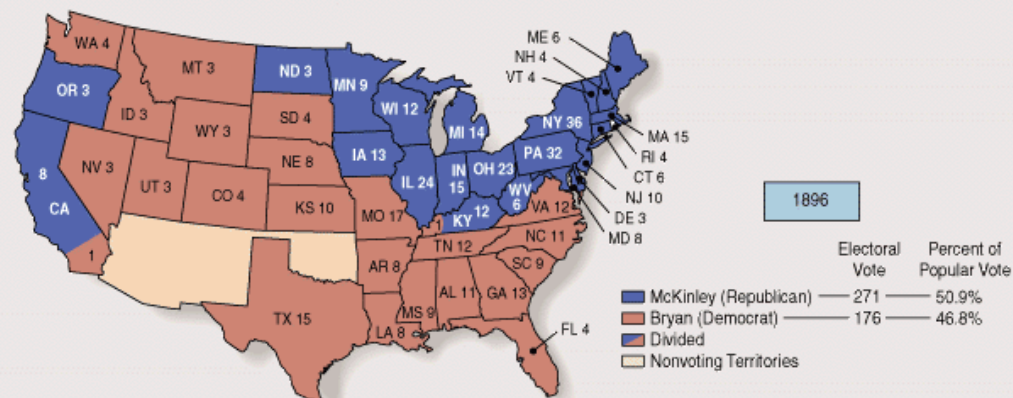 WA 4
OR 3
8
CA
1
NV 3
ID 3
MT 3
WY 3
UT 3
CO 4
ND 3
SD 4
NE 8
KS 10
TX 15
MN 9
IA 13
MO 17
AR 8
LA 8
WI 12
IL 24
MI 14
IN
15
OH 23
KY 12
1
TN 12
MS 9
AL 11
GA 13
FL 4
SC 9
NC 11
VA 12
WV
6
PA 32
NY 36
ME 6
NH 4
VT 4
MA 15
RI 4
CT 6
NJ 10
DE 3
MD 8
1896
Electoral Vote
Percent of Popular Vote
McKinley (Republican) 271 50.9%
Bryan (Democrat) 176 46.8%
Divided
Nonvoting Territories